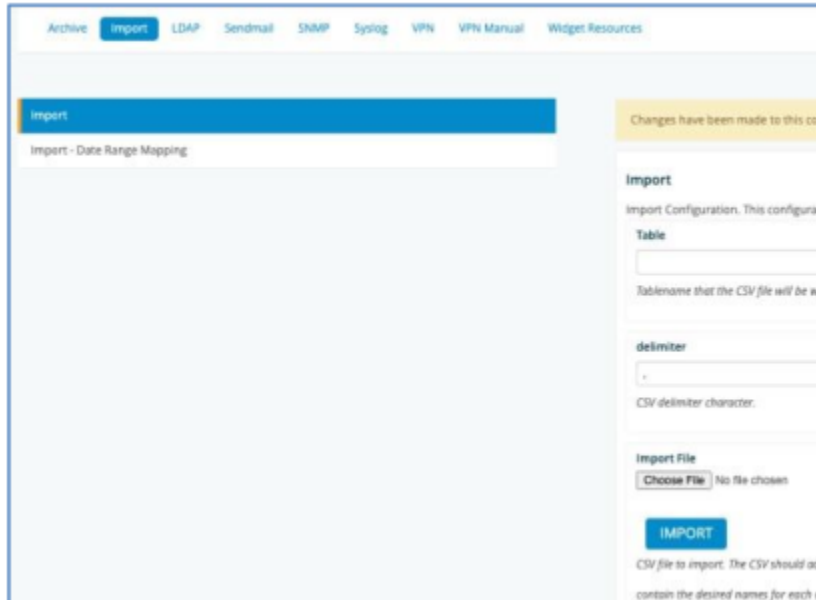 Archive Import LDAP Sendmail SNMP Syslog VPN VPN Manual Widget Resources
Import
Import - Date Range Mapping
Changes have been made to this co
Import
Import Configuration. This configura
Table
Tablename that the CSV file will be w
delimiter
,
CSV delimiter character.
Import File
Choose File No file chosen
IMPORT
CSV file to import. The CSV should a
contain the desired names for each